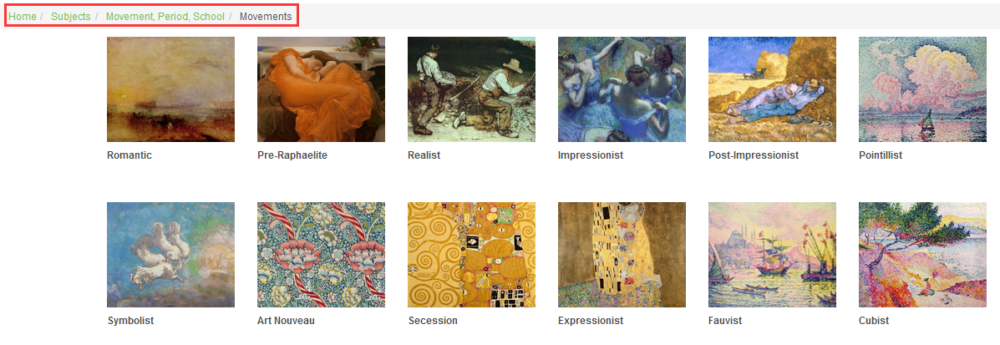 Home / Subjects / Movement, Period, School / Movements
Romantic Pre-Raphaelite Realist Impressionist Post-Impressionist Pointillist
Symbolist Art Nouveau Secession Expressionist Fauvist Cubist